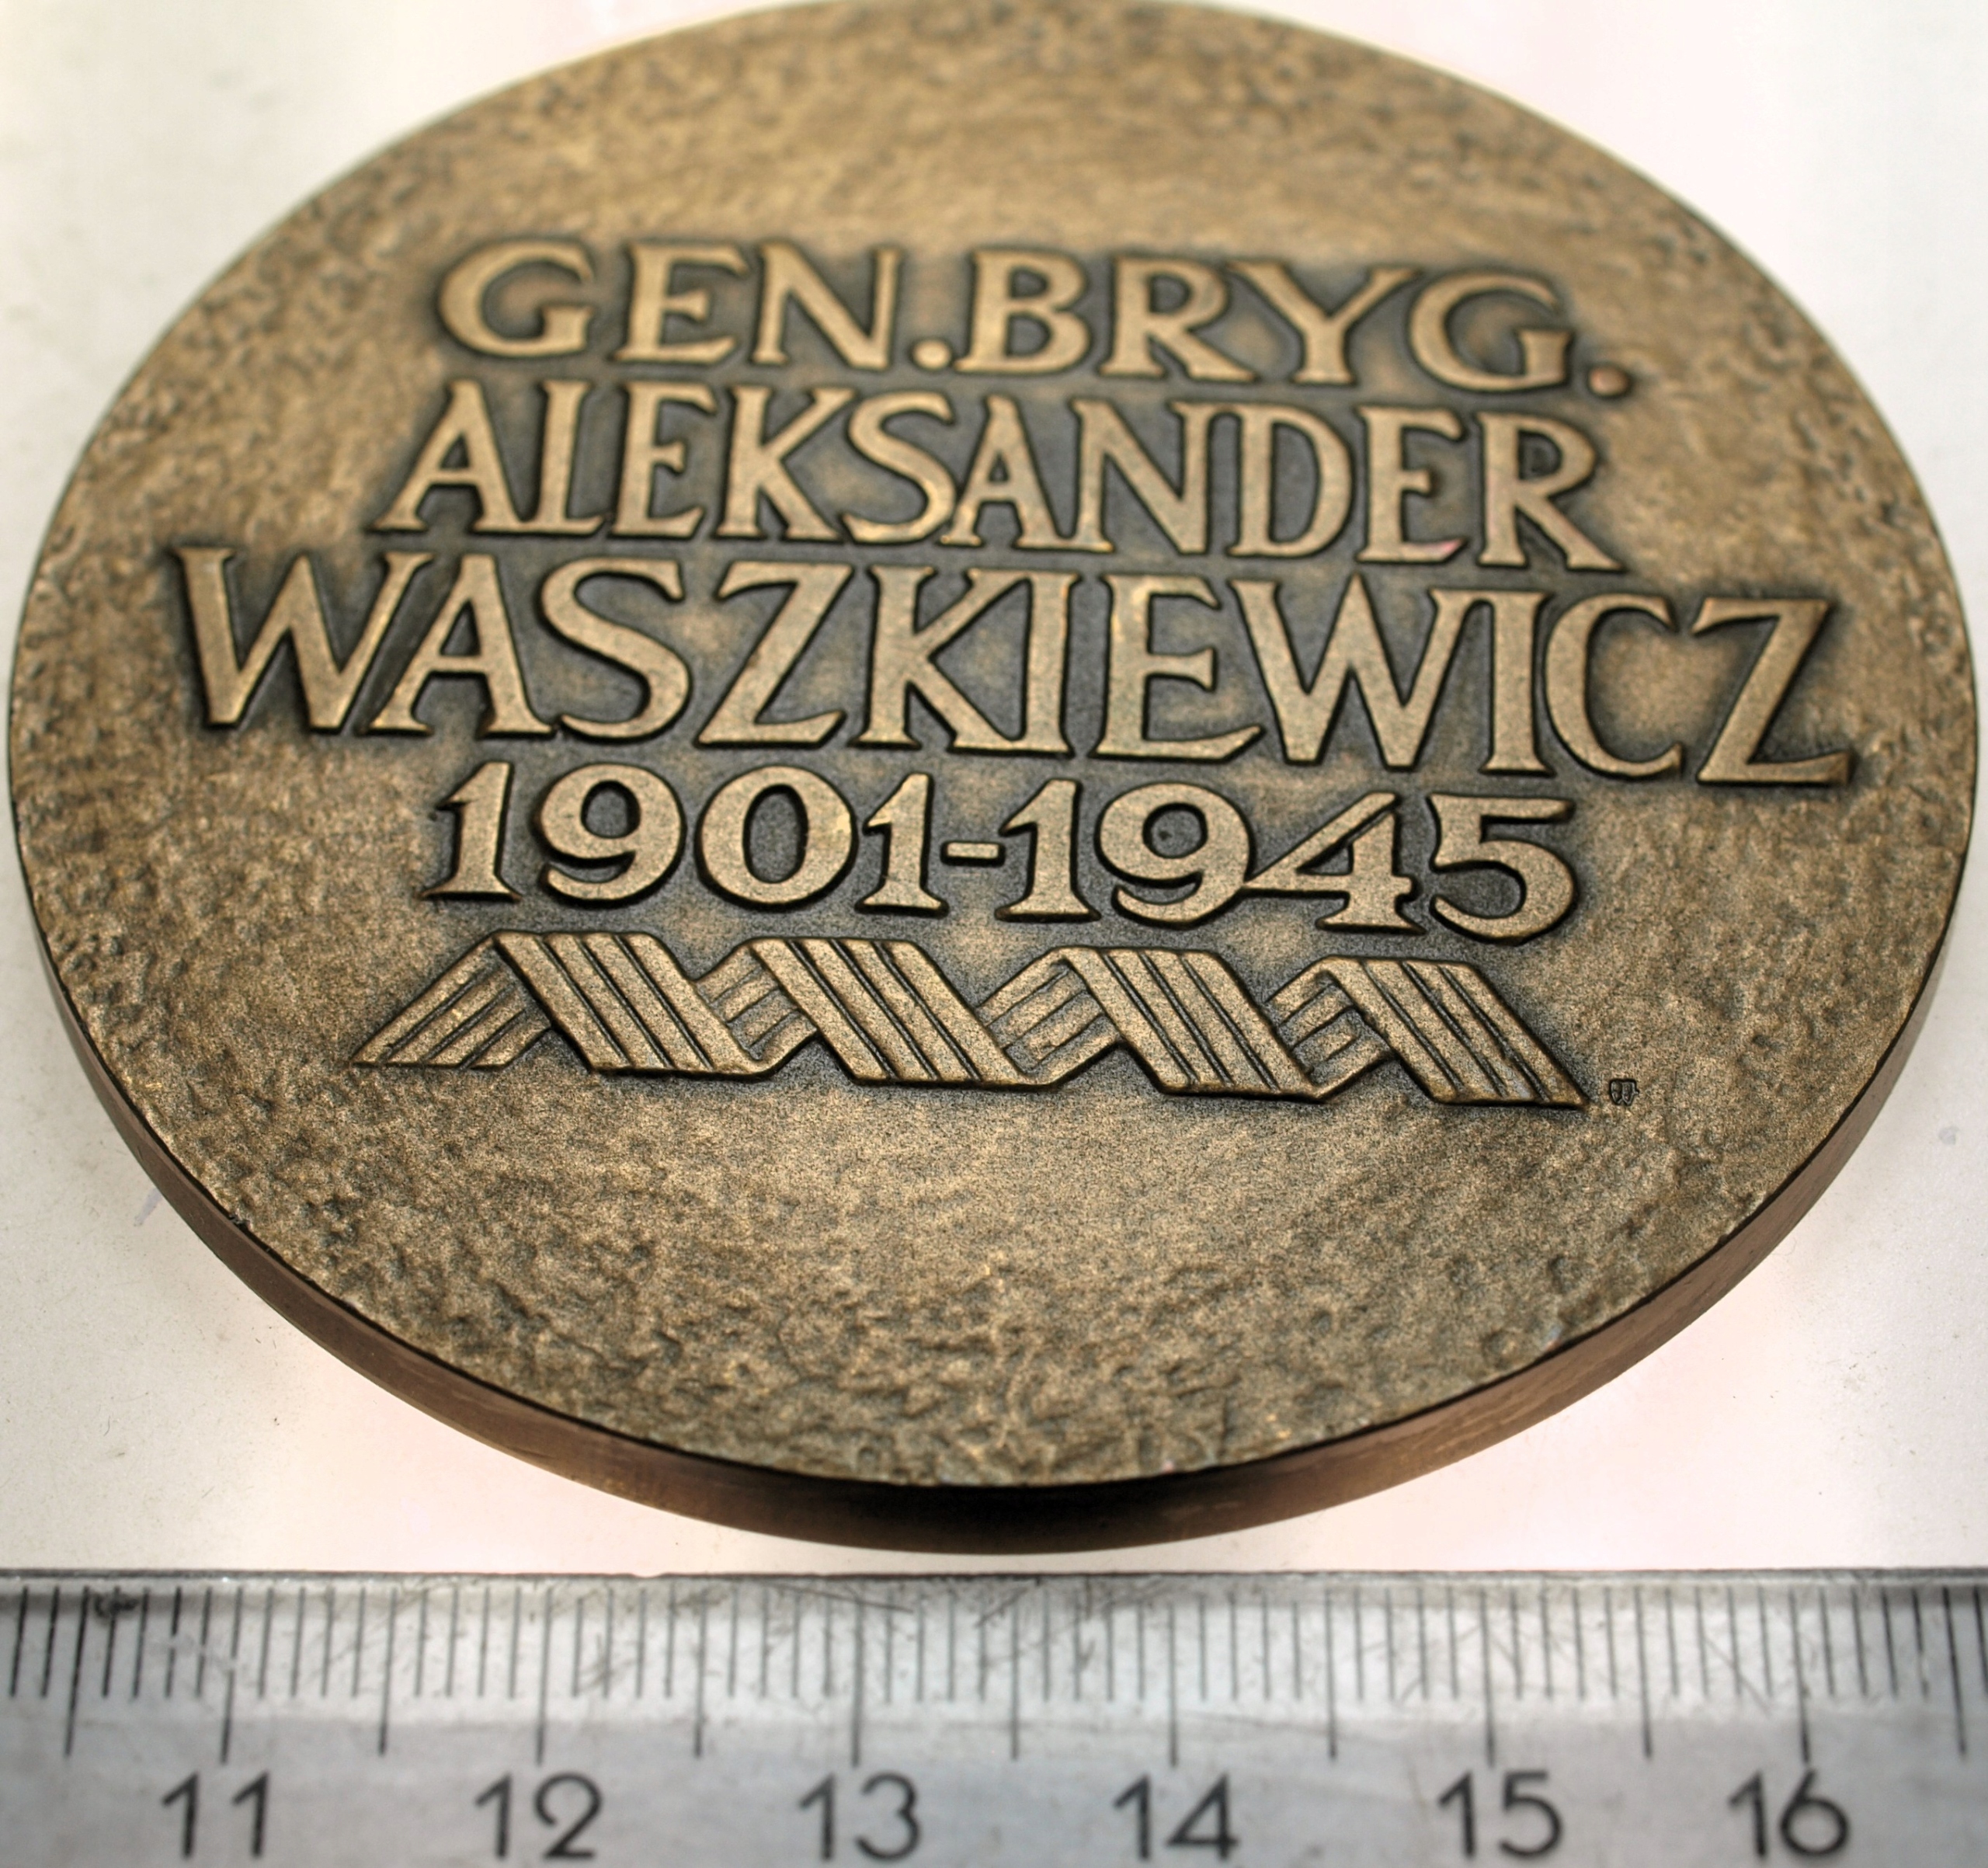 GEN.BRYG.
ALEKSANDER
WASZKIEWICZ
1901-1945
11 12 13 14 15 16